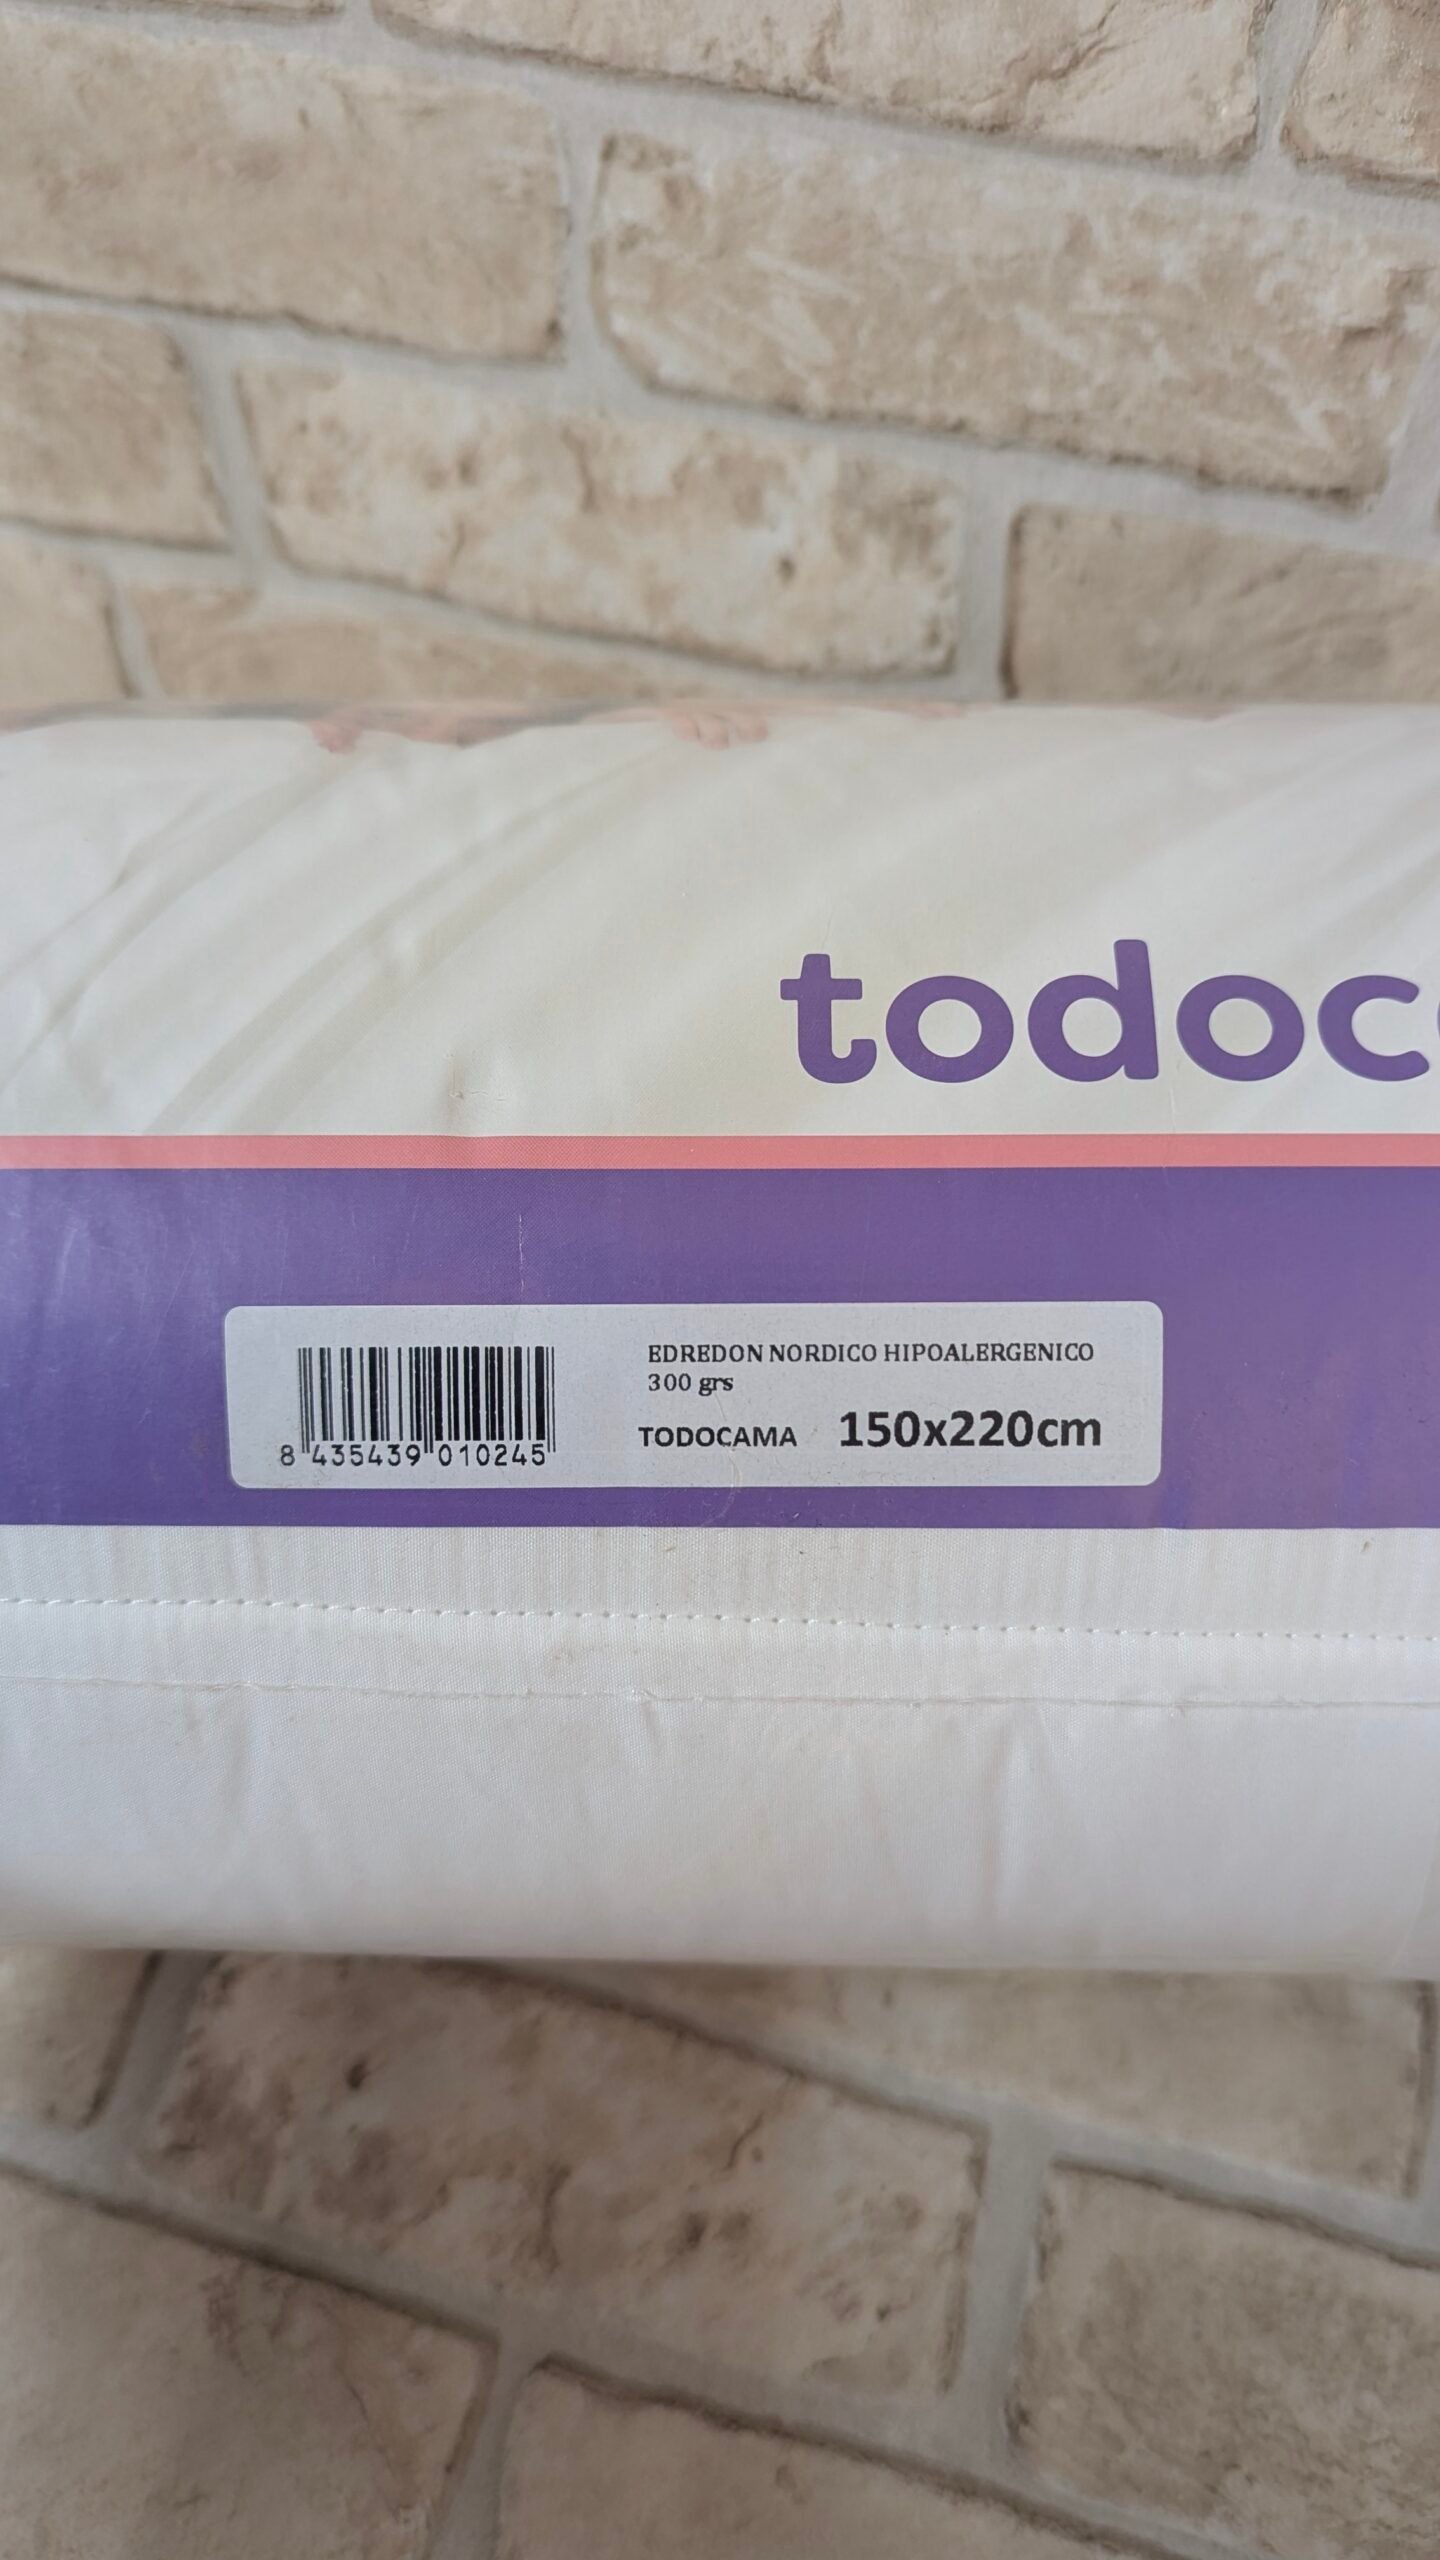 todoc
EDREDON NORDICO HIPOALERGENICO
300 grs
TODOCAMA 150x220cm
8 435439 010245